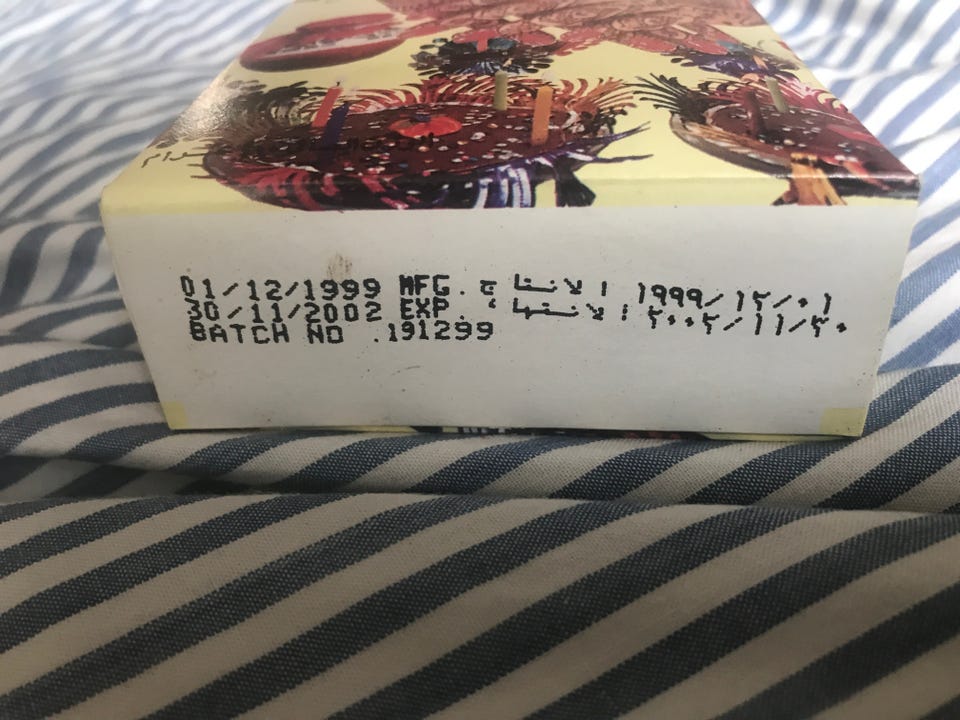 01/12/1999 MFG. الانتاج ١٩٩٩/١٢/٠١
30/11/2002 EXP. الانتهاء ٢٠٠٢/١١/٣٠
BATCH NO .191299